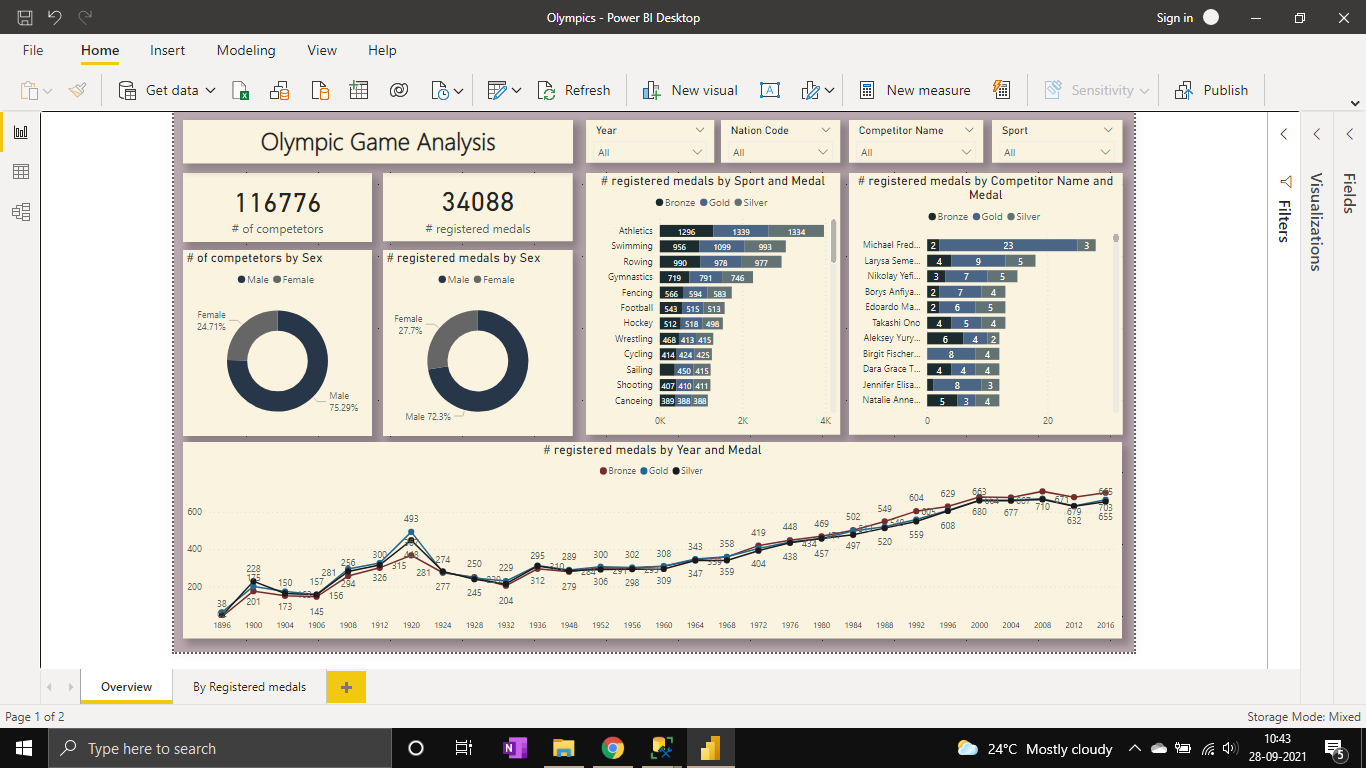 Olympics - Power BI Desktop
Sign in
File Home Insert Modeling View Help
Get data
Refresh
New visual
New measure
Sensitivity
Publish
Olympic Game Analysis
Year
All
Nation Code
All
Competitor Name
All
Sport
All
116776
# of competetors
34088
# registered medals
# of competetors by Sex
Male Female
Female
24.71%
Male
75.29%
# registered medals by Sex
Male Female
Female
27.7%
Male 72.3%
# registered medals by Sport and Medal
Bronze Gold Silver
Athletics 1296 1339 1334
Swimming 956 1099 993
Rowing 990 978 977
Gymnastics 719 791 746
Fencing 566 594 583
Football 543 515 513
Hockey 512 518 498
Wrestling 468 413 415
Cycling 414 424 425
Sailing 450 415
Shooting 407 410 411
Canoeing 389 388 388
0K 2K 4K
# registered medals by Competitor Name and
Medal
Bronze Gold Silver
Michael Fred... 2 23 3
Larysa Seme... 4 9 5
Nikolay Yefi... 3 7 5
Borys Anfiya... 2 7 4
Edoardo Ma... 2 6 5
Takashi Ono 4 5 4
Aleksey Yury... 6 4 2
Birgit Fischer... 8 4
Dara Grace T... 4 4 4
Jennifer Elisa... 8 3
Natalie Anne... 5 3 4
0 20
Filters
Visualizations
Fields
# registered medals by Year and Medal
Bronze Gold Silver
600
400
200
38 228 150 157 281 256 300 315 493 281 274 250 229 295 289 300 302 308 343 358 419 448 469 502 549 604 629 663
201 173 145 156 294 326 277 245 204 312 279 306 298 309 347 359 404 438 434 457 497 520 559 608 680 677 710 679 632 703 655
1896 1900 1904 1906 1908 1912 1920 1924 1928 1932 1936 1948 1952 1956 1960 1964 1968 1972 1976 1980 1984 1988 1992 1996 2000 2004 2008 2012 2016
Overview
By Registered medals
Page 1 of 2
Storage Mode: Mixed
Type here to search
24°C Mostly cloudy
10:43
28-09-2021
5